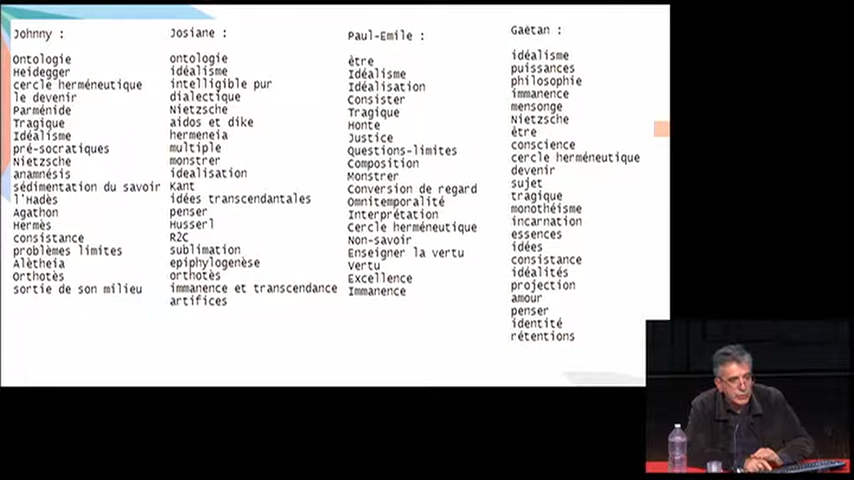 Johnny :
Ontologie
Heidegger
cercle herméneutique
le devenir
Parménide
Tragique
Idéalisme
pré-socratiques
Nietzsche
anamnésis
sédimentation du savoir
l'Hadès
Agathon
Hermès
consistance
problèmes limites
Alètheia
Orthotès
sortie de son milieu
Josiane :
ontologie
idéalisme
intelligible pur
dialectique
Nietzsche
aidos et dike
hermeneia
multiple
monstrer
idealisation
Kant
idées transcendantales
penser
Husserl
R2C
sublimation
epiphylogenèse
orthotès
immanence et transcendance
artifices
Paul-Emile :
être
Idéalisme
Idéalisation
Consister
Tragique
Honte
Justice
Questions-limites
Composition
Monstrer
Conversion de regard
Omnitemporalité
Interprétation
Cercle herméneutique
Non-savoir
Enseigner la vertu
Vertu
Excellence
Immanence
Gaëtan :
idéalisme
puissances
philosophie
immanence
mensonge
Nietzsche
être
conscience
cercle herméneutique
devenir
sujet
tragique
monothéisme
incarnation
essences
idées
consistance
idéalités
projection
amour
penser
identité
rétentions